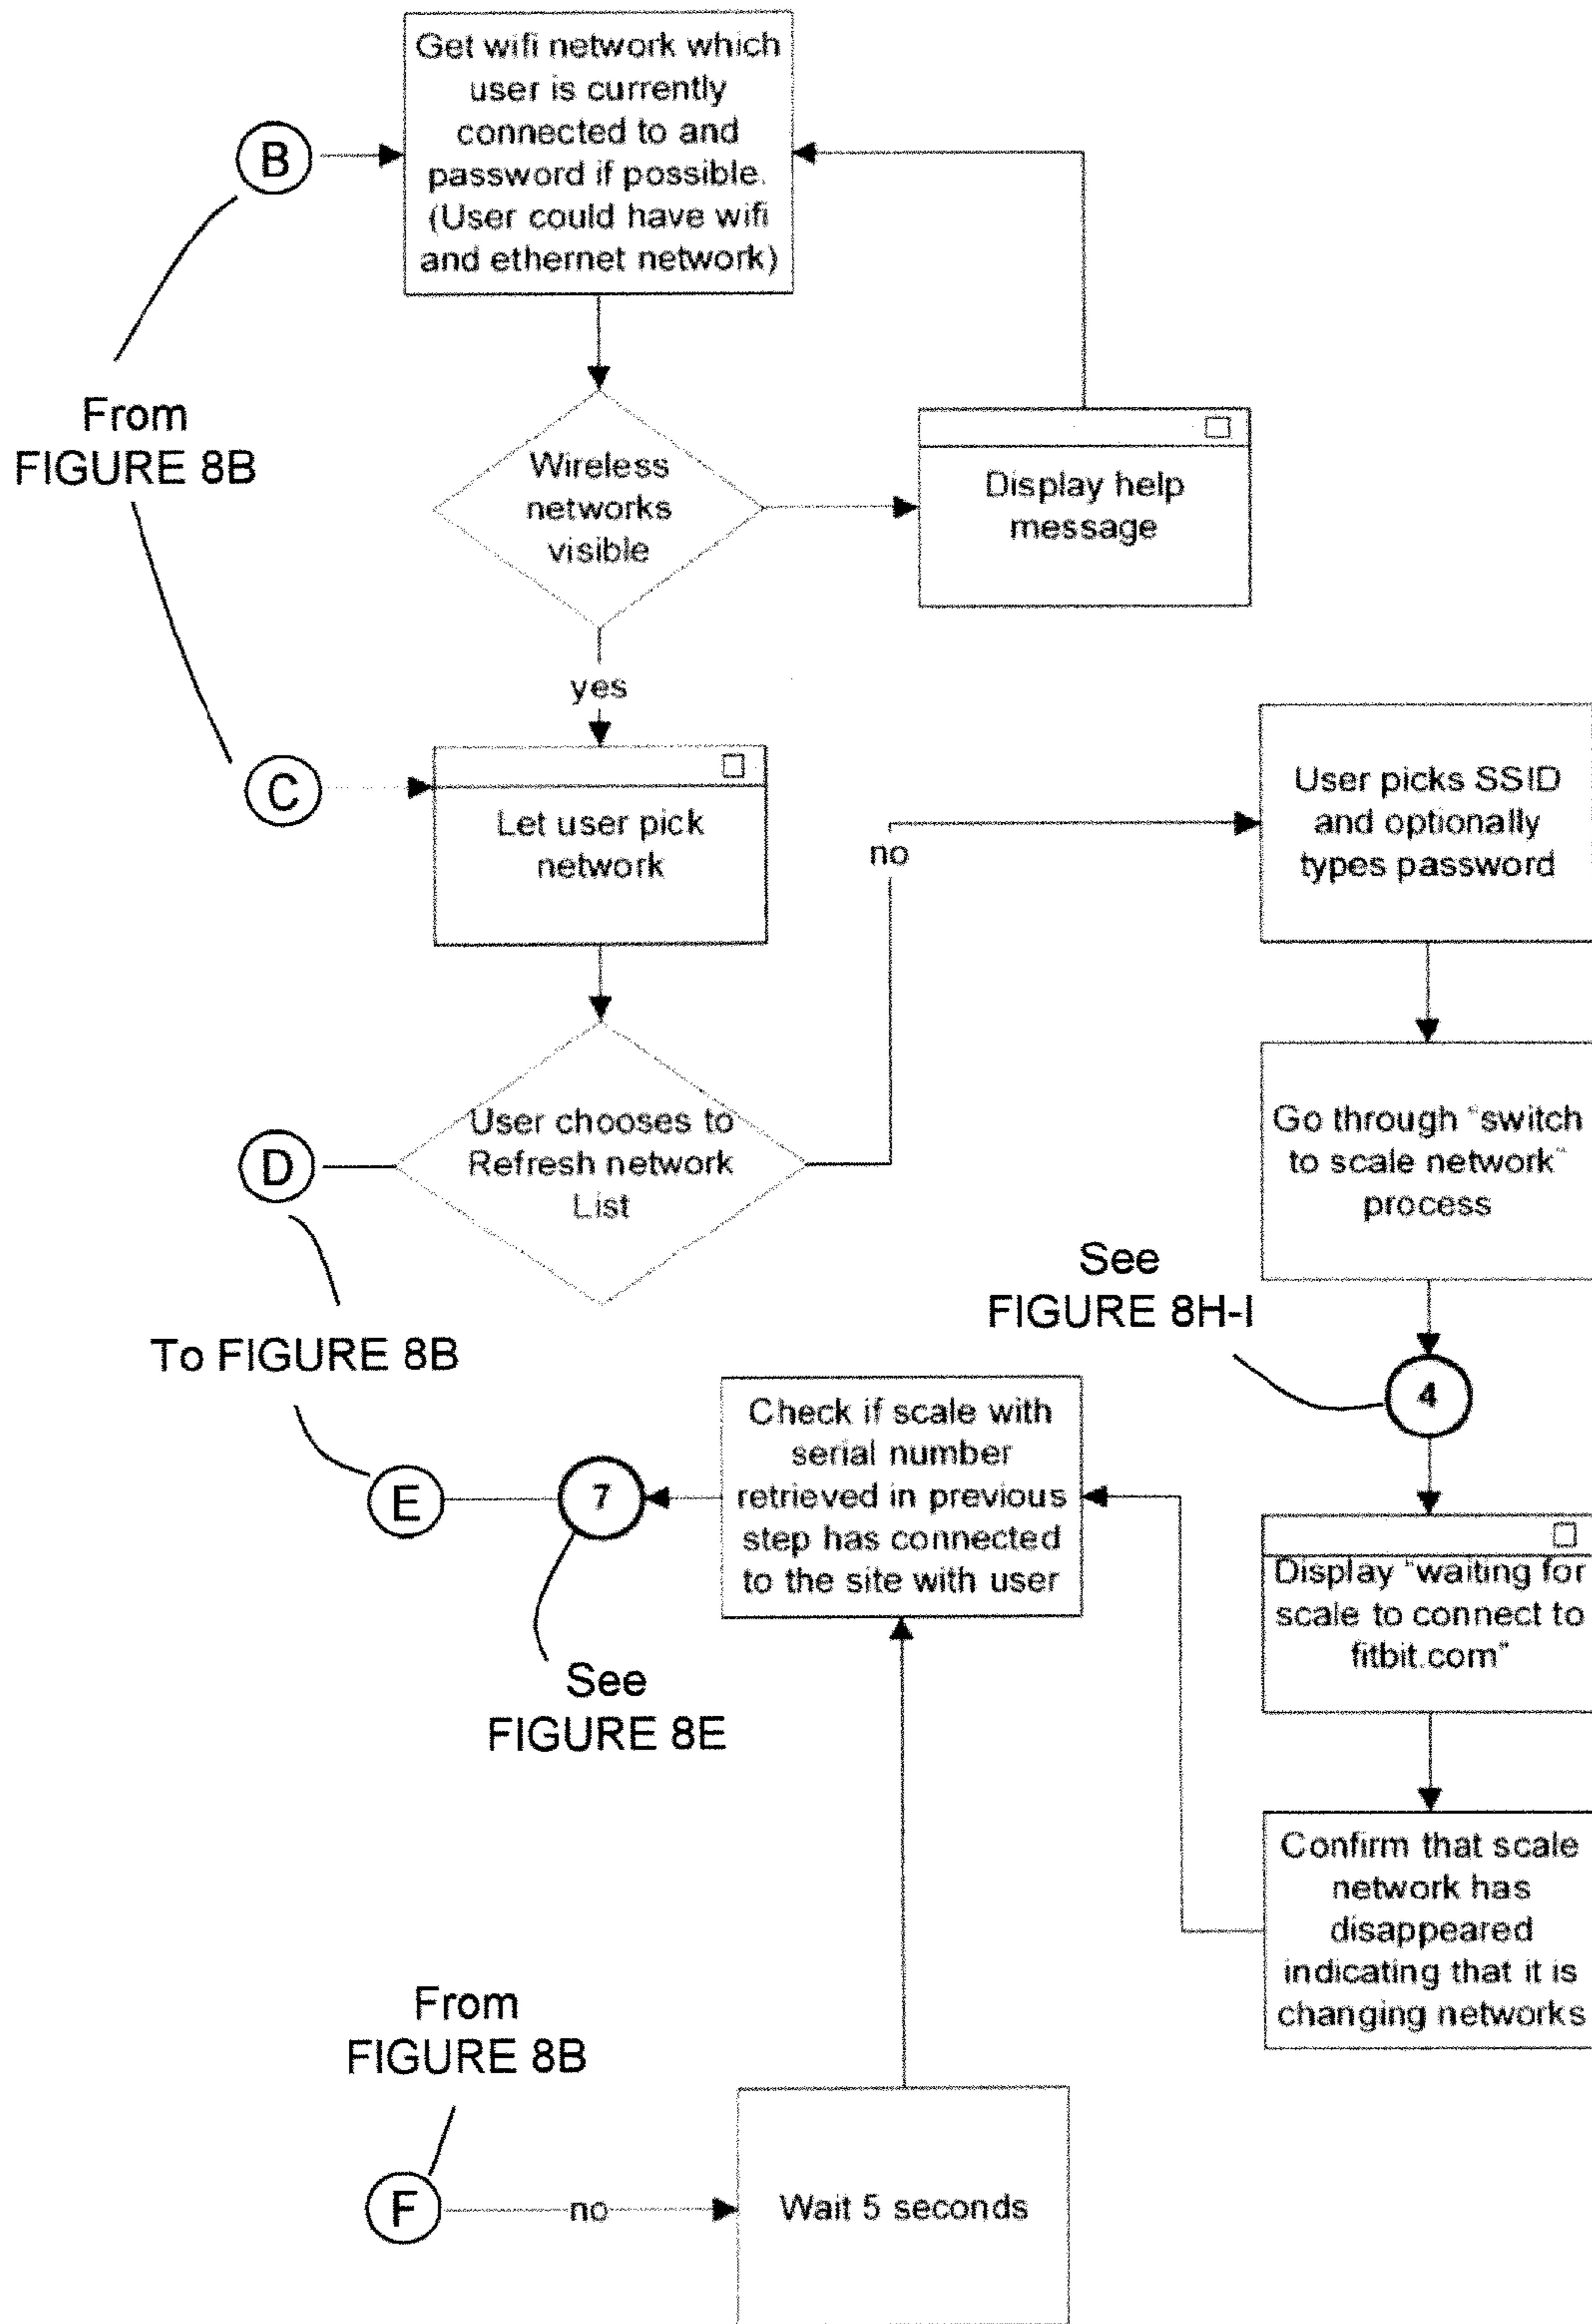 Get wifi network which
user is currently
connected to and
password if possible.
(User could have wifi
and ethernet network)
B
From
FIGURE 8B
Wireless
networks
visible
Display help
message
yes
C
Let user pick
network
no
User picks SSID
and optionally
types password
D
User chooses to
Refresh network
List
Go through "switch
to scale network"
process
See
FIGURE 8H-I
To FIGURE 8B
4
E
7
Check if scale with
serial number
retrieved in previous
step has connected
to the site with user
Display "waiting for
scale to connect to
fitbit.com"
See
FIGURE 8E
Confirm that scale
network has
disappeared
indicating that it is
changing networks
From
FIGURE 8B
F
no
Wait 5 seconds